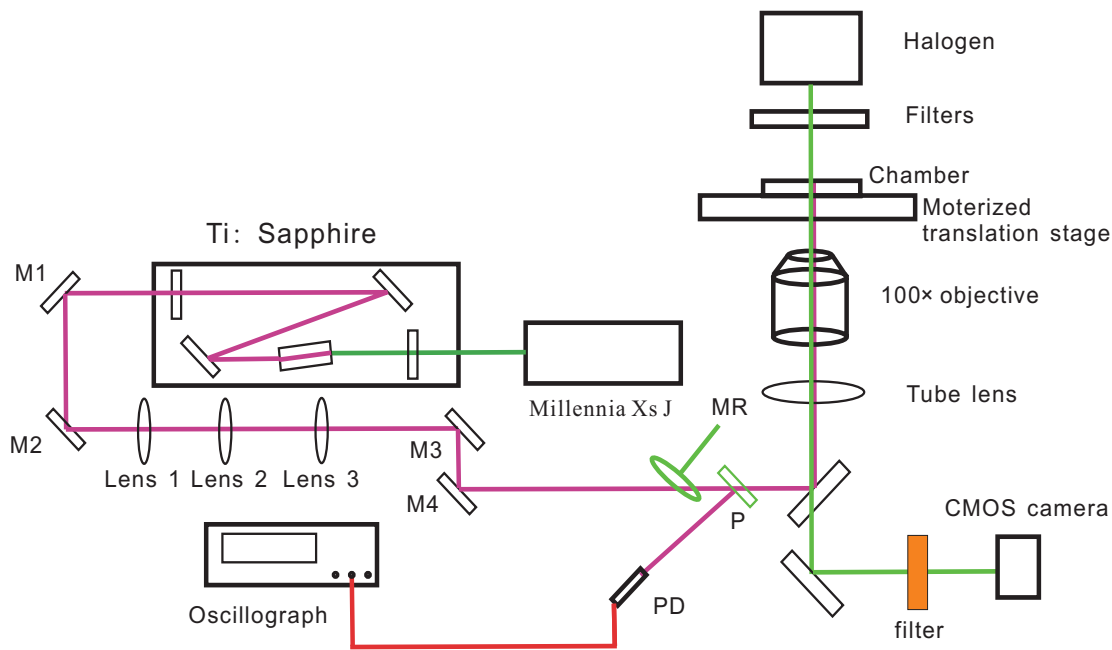 Halogen
Filters
Chamber
Moterized
translation stage
Ti: Sapphire
M1
100× objective
Millennia Xs J
Tube lens
MR
M2
M3
Lens 1
Lens 2
Lens 3
M4
P
CMOS camera
Oscillograph
PD
filter